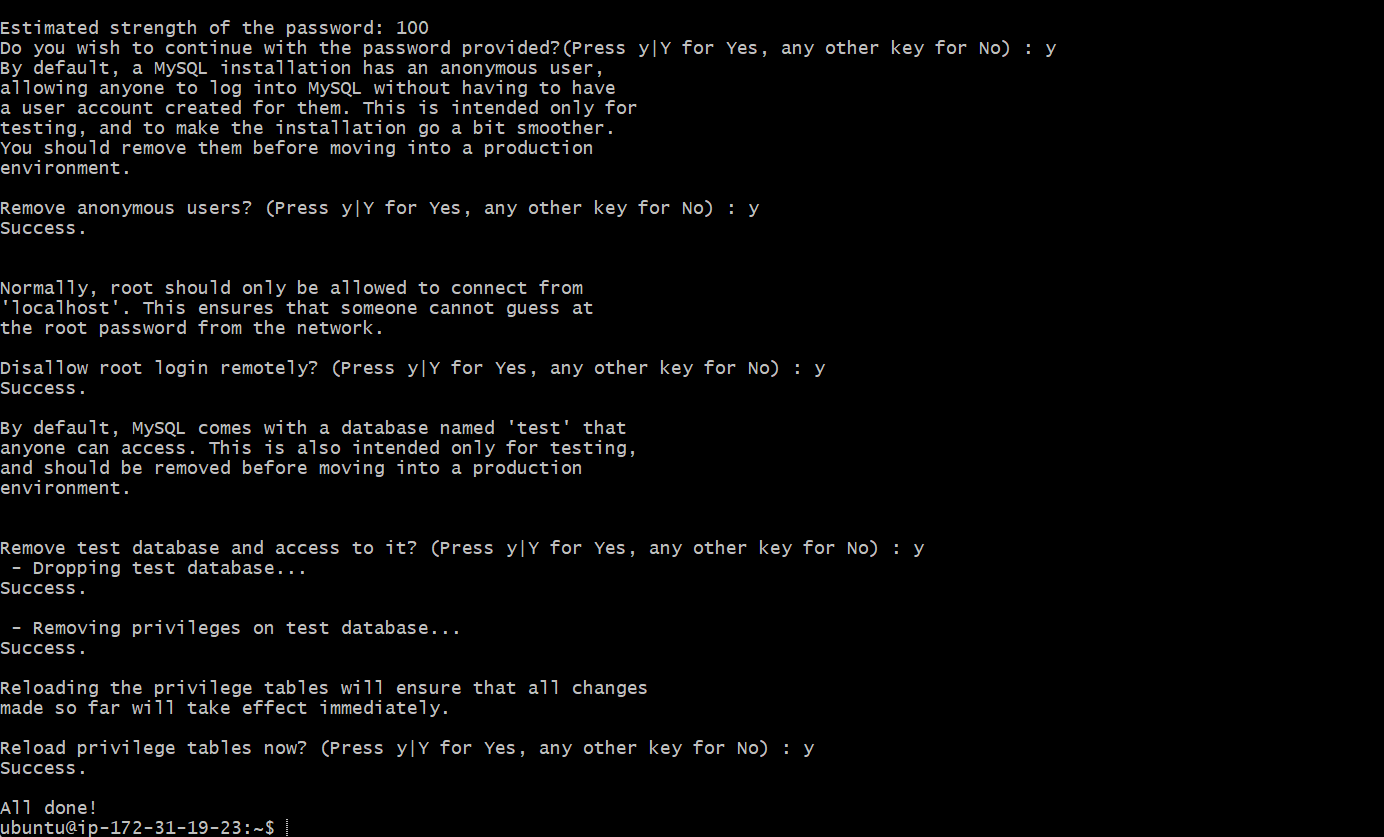 Estimated strength of the password: 100
Do you wish to continue with the password provided?(Press y|Y for Yes, any other key for No) : y
By default, a MySQL installation has an anonymous user,
allowing anyone to log into MySQL without having to have
a user account created for them. This is intended only for
testing, and to make the installation go a bit smoother.
You should remove them before moving into a production
environment.
Remove anonymous users? (Press y|Y for Yes, any other key for No) : y
Success.
Normally, root should only be allowed to connect from
'localhost'. This ensures that someone cannot guess at
the root password from the network.
Disallow root login remotely? (Press y|Y for Yes, any other key for No) : y
Success.
By default, MySQL comes with a database named 'test' that
anyone can access. This is also intended only for testing,
and should be removed before moving into a production
environment.
Remove test database and access to it? (Press y|Y for Yes, any other key for No) : y
 - Dropping test database...
Success.
 - Removing privileges on test database...
Success.
Reloading the privilege tables will ensure that all changes
made so far will take effect immediately.
Reload privilege tables now? (Press y|Y for Yes, any other key for No) : y
Success.
All done!
ubuntu@ip-172-31-19-23:~$